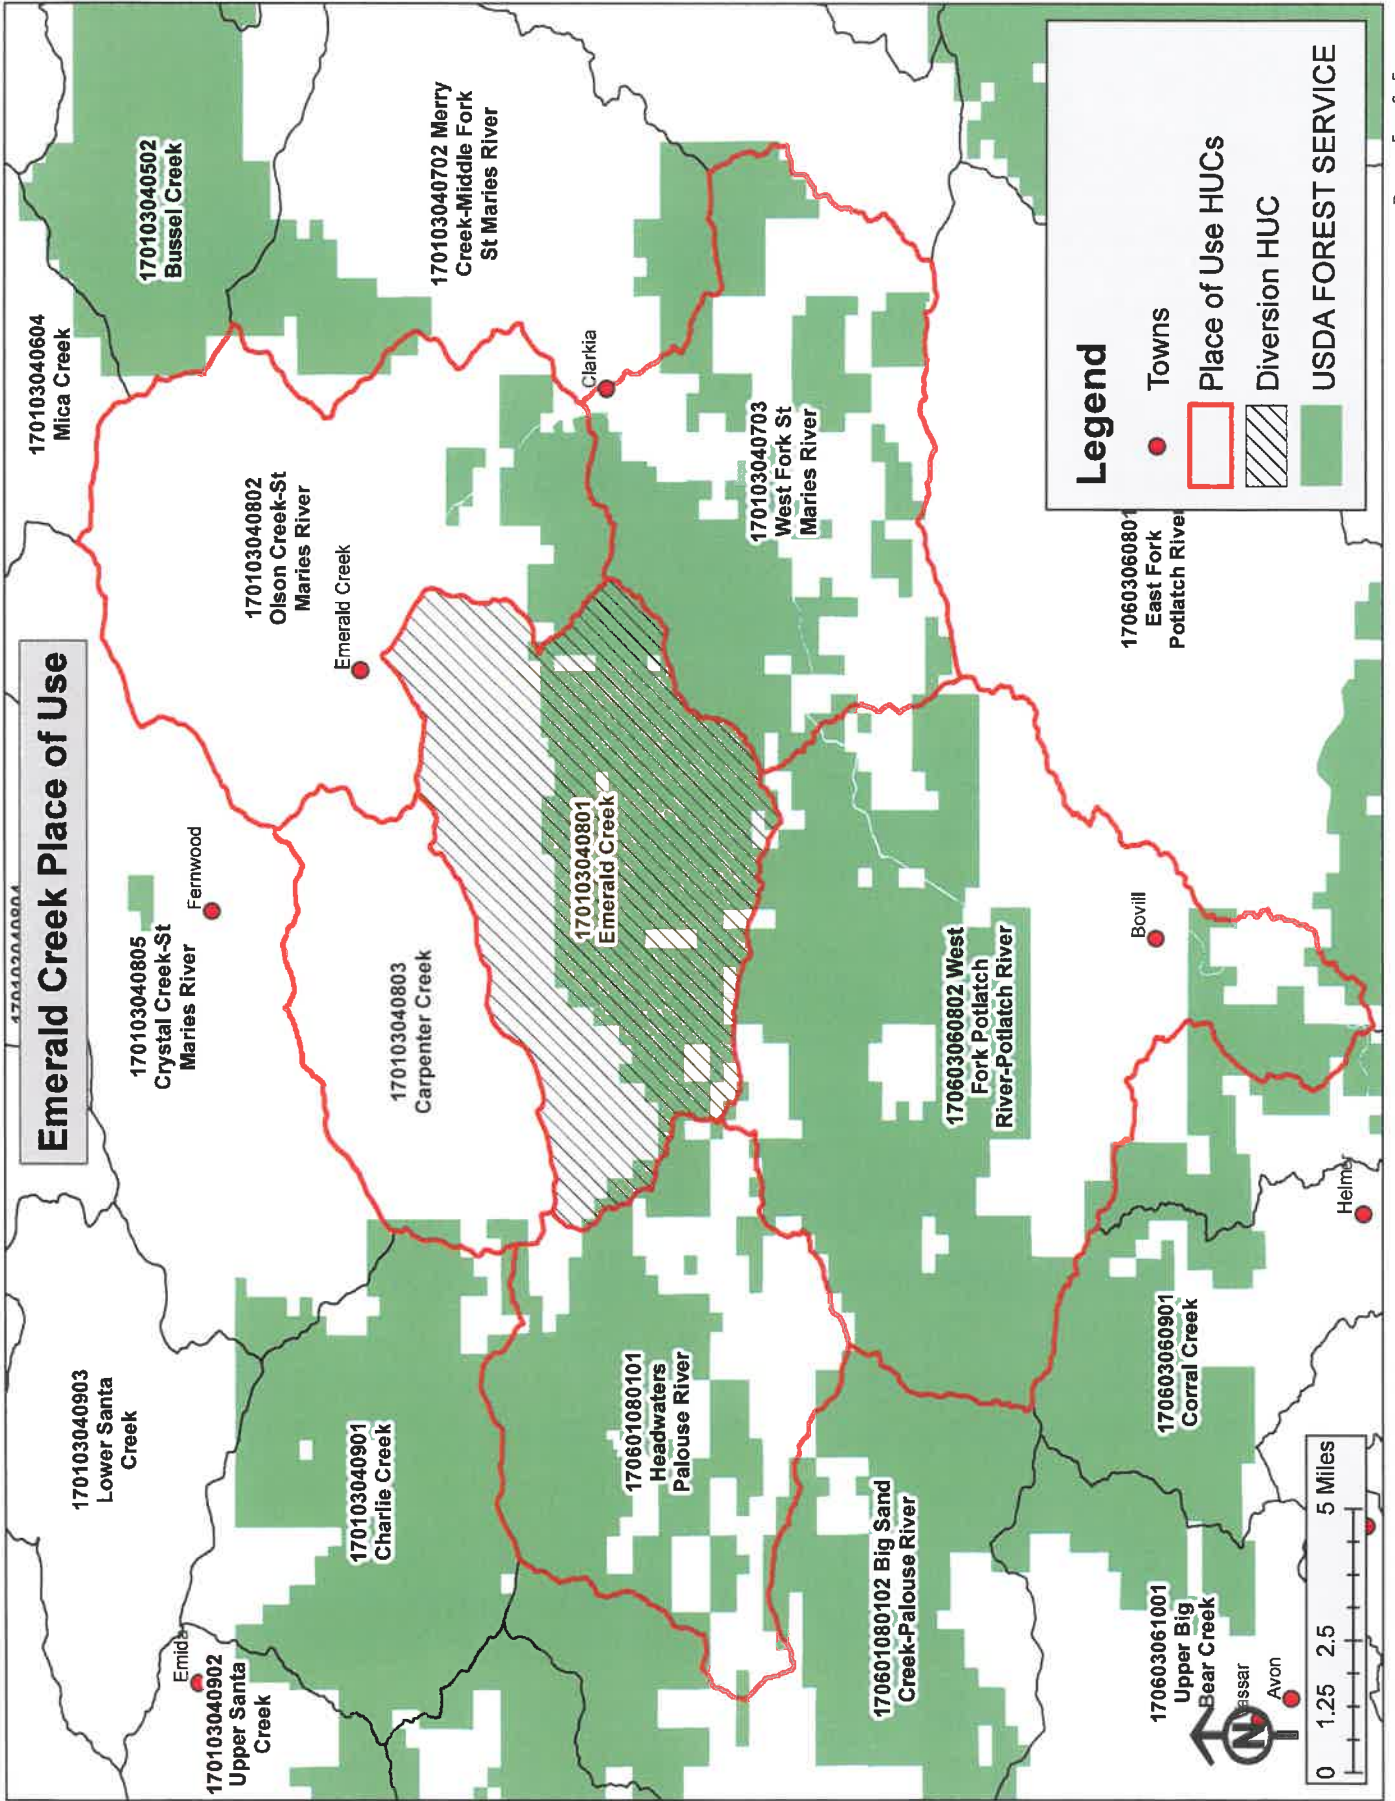 Emerald Creek Place of Use
170103040604
Mica Creek
170103040903
Lower Santa
Creek
170103040805
Crystal Creek-St
Maries River
Fernwood
170103040502
Bussel Creek
Emida
170103040902
Upper Santa
Creek
170103040802
Olson Creek-St
Maries River
Emerald Creek
170103040901
Charlie Creek
170103040803
Carpenter Creek
170103040702 Merry
Creek-Middle Fork
St Maries River
170103040801
Emerald Creek
Clarkia
170601080101
Headwaters
Palouse River
170103040703
West Fork St
Maries River
170601080102 Big Sand
Creek-Palouse River
170603060802 West
Fork Potlatch
River-Potlatch River
Bovill
170603060801
East Fork
Potlatch River
170603060901
Corral Creek
170603061001
Upper Big
Bear Creek
Avon
Helmer
N
0 1.25 2.5 5 Miles
Legend
Towns
Place of Use HUCs
Diversion HUC
USDA FOREST SERVICE